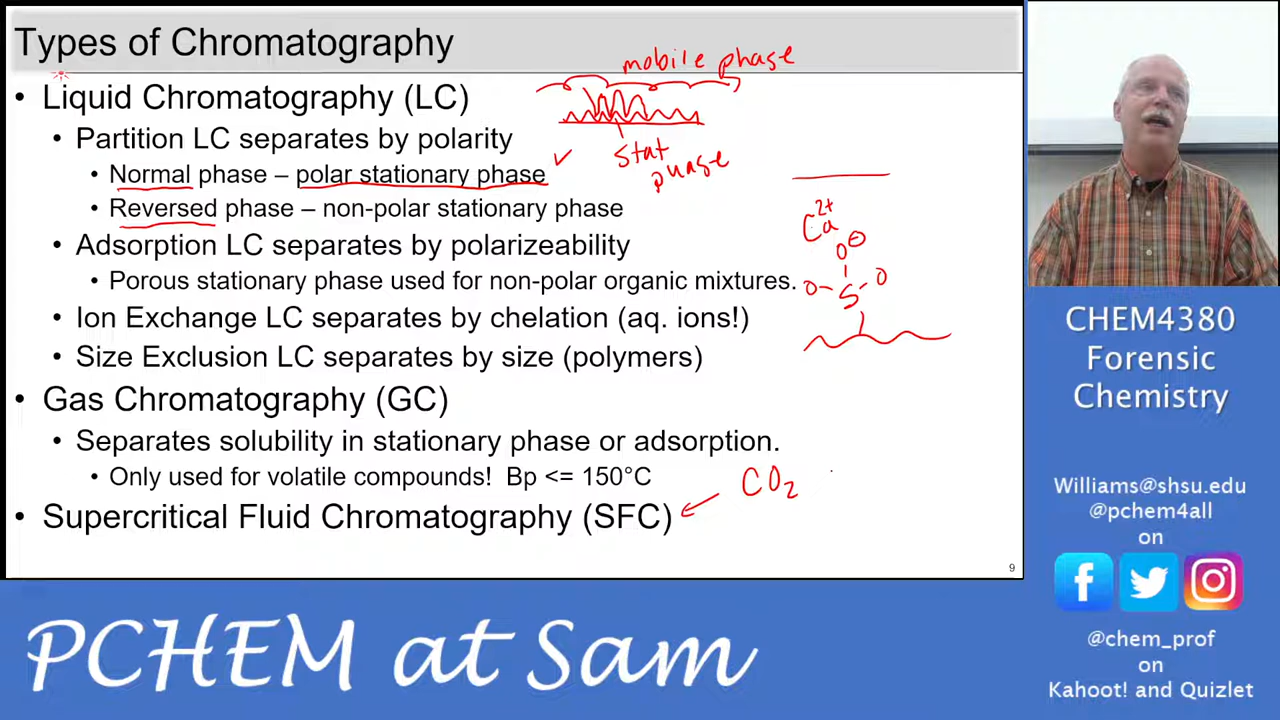 Types of Chromatography
mobile phase
• Liquid Chromatography (LC)
• Partition LC separates by polarity
stat
phase
• Normal phase – polar stationary phase ✓
• Reversed phase – non-polar stationary phase
Ca2+
O⊖
• Adsorption LC separates by polarizeability
• Porous stationary phase used for non-polar organic mixtures.
O-S-O
• Ion Exchange LC separates by chelation (aq. ions!)
• Size Exclusion LC separates by size (polymers)
• Gas Chromatography (GC)
• Separates solubility in stationary phase or adsorption.
• Only used for volatile compounds! Bp <= 150°C
CO2
• Supercritical Fluid Chromatography (SFC)
9
CHEM4380
Forensic
Chemistry
Williams@shsu.edu
@pchem4all
on
@chem_prof
on
Kahoot! and Quizlet
PCHEM at Sam